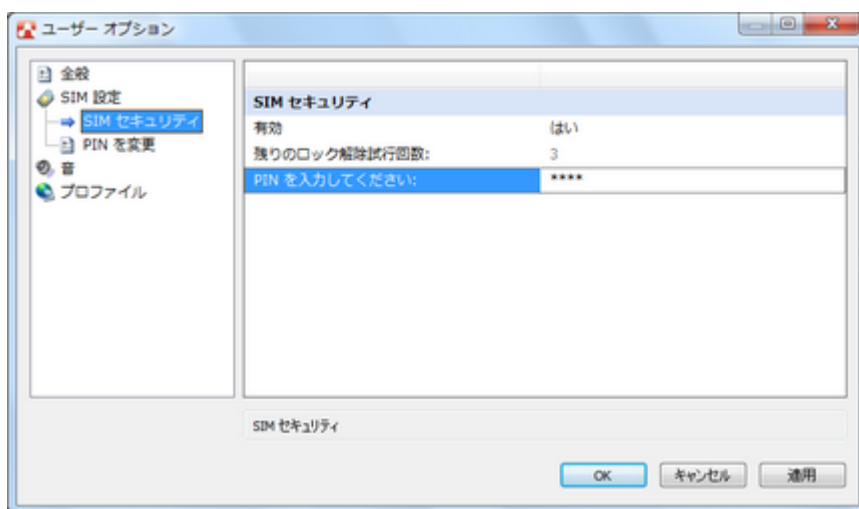 ユーザー オプション
全般
SIM 設定
SIM セキュリティ
PIN を変更
音
プロファイル
SIM セキュリティ
有効 はい
残りのロック解除試行回数: 3
PIN を入力してください: ****
SIM セキュリティ
OK キャンセル 適用